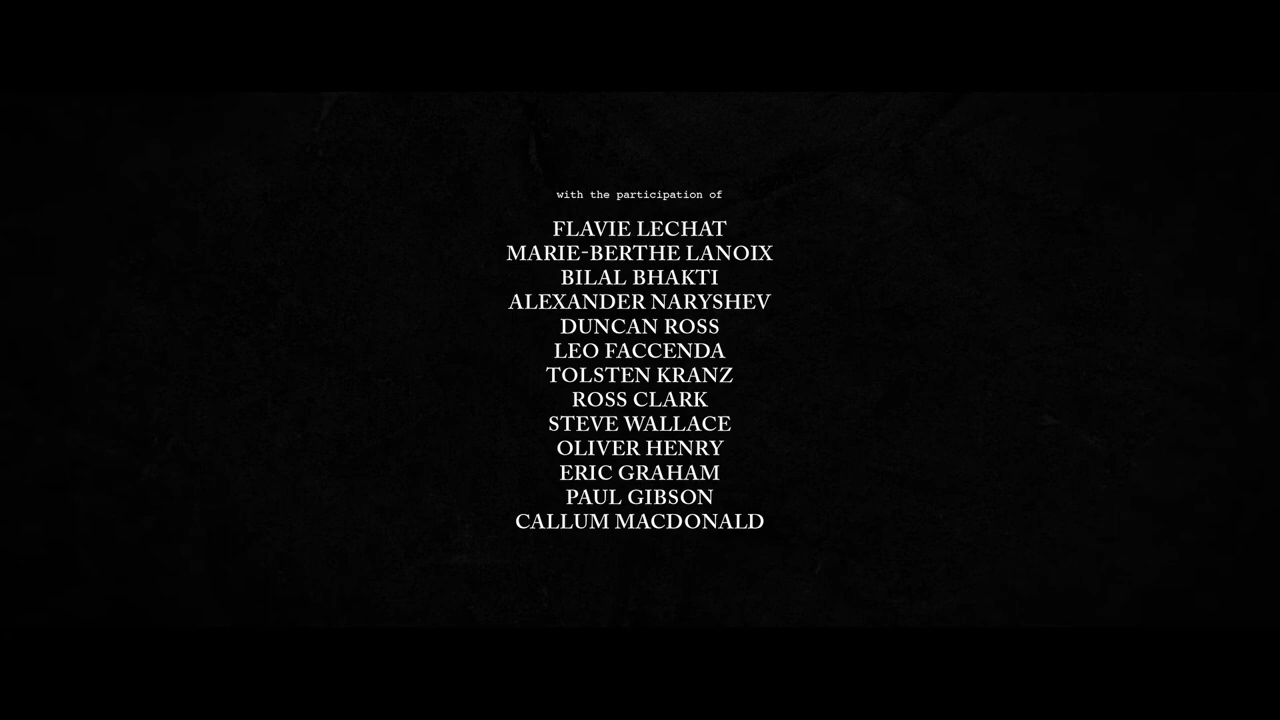 with the participation of
FLAVIE LECHAT
MARIE-BERTHE LANOIX
BILAL BHAKTI
ALEXANDER NARYSHEV
DUNCAN ROSS
LEO FACCENDA
TOLSTEN KRANZ
ROSS CLARK
STEVE WALLACE
OLIVER HENRY
ERIC GRAHAM
PAUL GIBSON
CALLUM MACDONALD